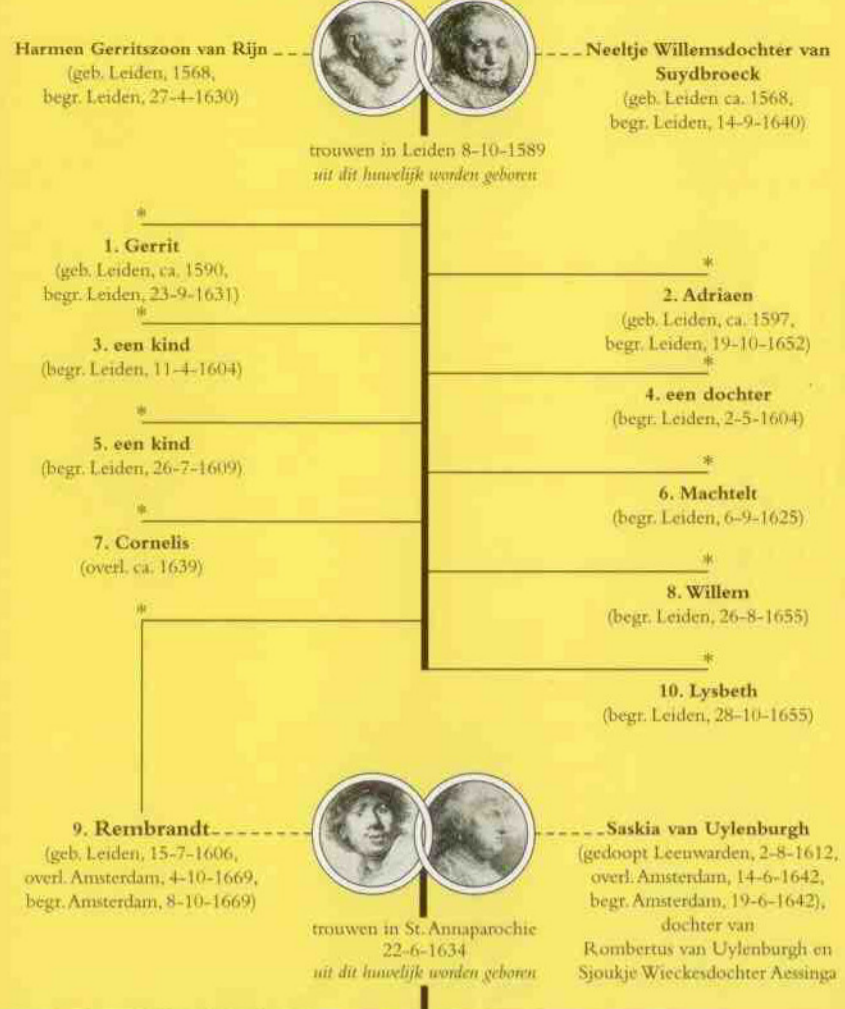 Harmen Gerritszoon van Rijn
(geb. Leiden, 1568,
begr. Leiden, 27-4-1630)
Neeltje Willemsdochter van
Suydbroeck
(geb. Leiden ca. 1568,
begr. Leiden, 14-9-1640)
trouwen in Leiden 8-10-1589
uit dit huwelijk worden geboren
*
1. Gerrit
(geb. Leiden, ca. 1590,
begr. Leiden, 23-9-1631)
*
2. Adriaen
(geb. Leiden, ca. 1597,
begr. Leiden, 19-10-1652)
*
3. een kind
(begr. Leiden, 11-4-1604)
*
4. een dochter
(begr. Leiden, 2-5-1604)
*
5. een kind
(begr. Leiden, 26-7-1609)
*
6. Machtelt
(begr. Leiden, 6-9-1625)
*
7. Cornelis
(overl. ca. 1639)
*
8. Willem
(begr. Leiden, 26-8-1655)
*
10. Lysbeth
(begr. Leiden, 28-10-1655)
*
9. Rembrandt
(geb. Leiden, 15-7-1606,
overl. Amsterdam, 4-10-1669,
begr. Amsterdam, 8-10-1669)
Saskia van Uylenburgh
(gedoopt Leeuwarden, 2-8-1612,
overl. Amsterdam, 14-6-1642,
begr. Amsterdam, 19-6-1642),
dochter van
Rombertus van Uylenburgh en
Sjoukje Wieckesdochter Aessinga
trouwen in St. Annaparochie
22-6-1634
uit dit huwelijk worden geboren